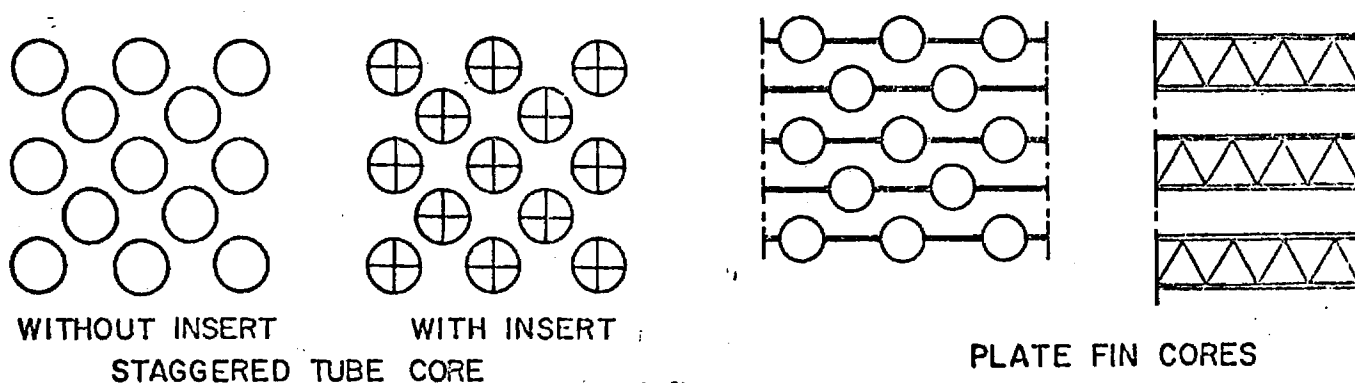 WITHOUT INSERT
WITH INSERT
STAGGERED TUBE CORE
PLATE FIN CORES